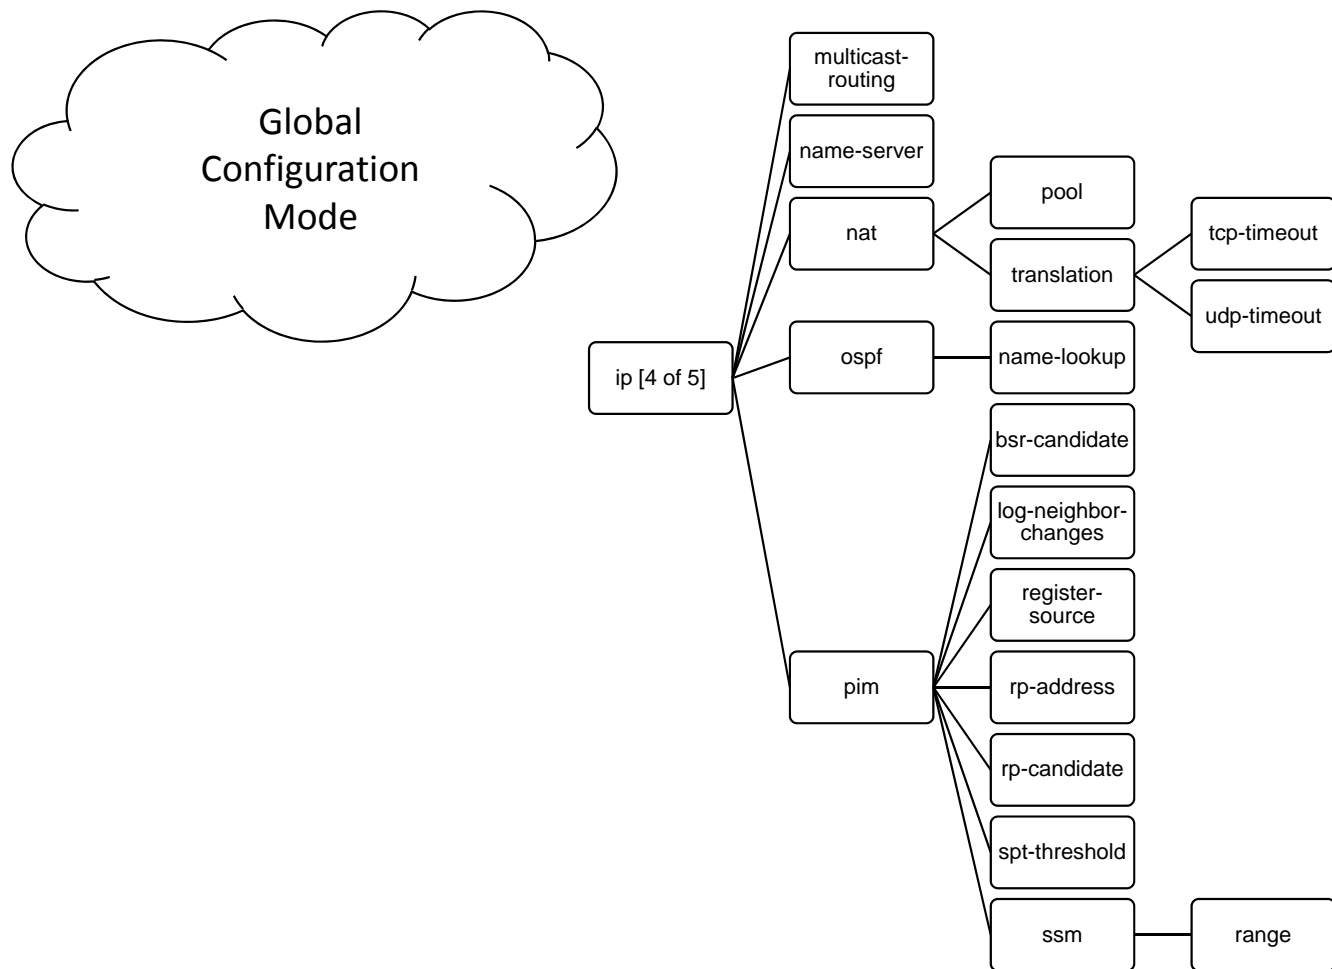 Global
Configuration
Mode
ip [4 of 5]
multicast-
routing
name-server
nat
pool
translation
tcp-timeout
udp-timeout
ospf
name-lookup
pim
bsr-candidate
log-neighbor-
changes
register-
source
rp-address
rp-candidate
spt-threshold
ssm
range